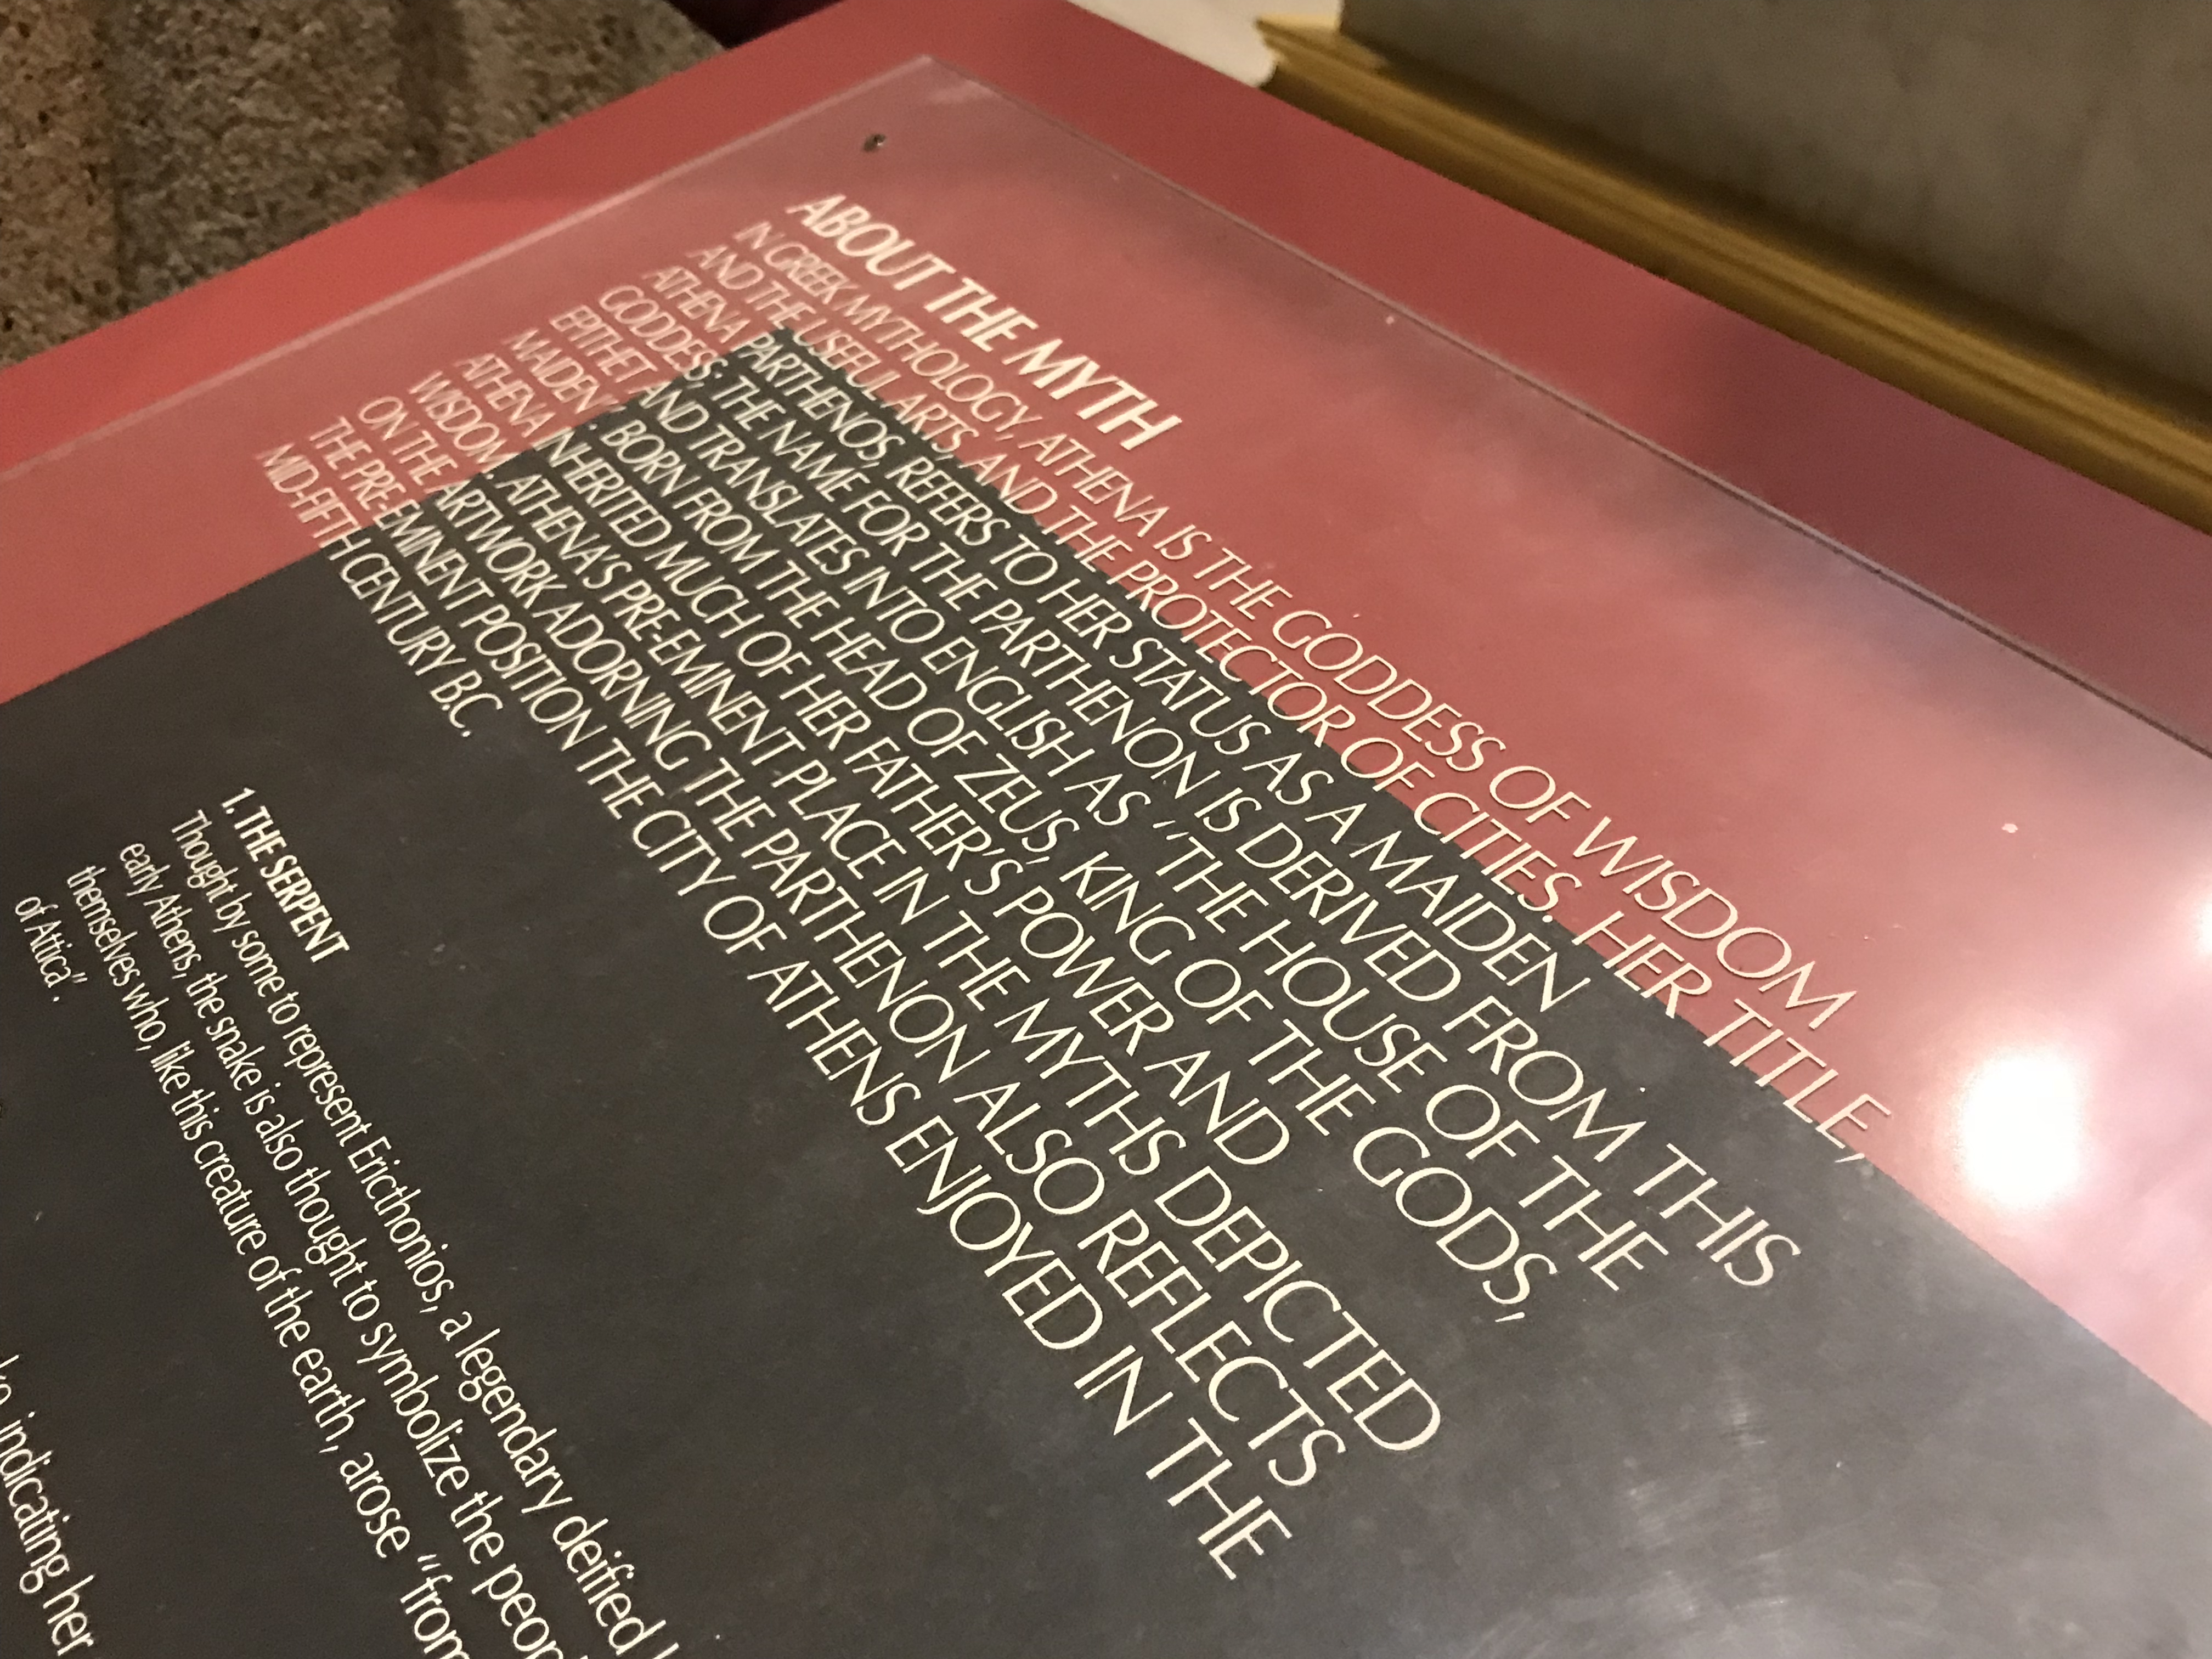 ABOUT THE MYTH
IN GREEK MYTHOLOGY, ATHENA IS THE GODDESS OF WISDOM
AND THE USEFUL ARTS, AND THE PROTECTOR OF CITIES. HER TITLE,
ATHENA PARTHENOS, REFERS TO HER STATUS AS A MAIDEN
GODDESS; THE NAME FOR THE PARTHENON IS DERIVED FROM THIS
EPITHET AND TRANSLATES INTO ENGLISH AS "THE HOUSE OF THE
MAIDEN". BORN FROM THE HEAD OF ZEUS, KING OF THE GODS,
ATHENA INHERITED MUCH OF HER FATHER'S POWER AND
WISDOM. ATHENA'S PRE-EMINENT PLACE IN THE MYTHS DEPICTED
ON THE ARTWORK ADORNING THE PARTHENON ALSO REFLECTS
THE PRE-EMINENT POSITION THE CITY OF ATHENS ENJOYED IN THE
MID-FIFTH CENTURY B.C.
1. THE SERPENT
Thought by some to represent Ericthonios, a legendary deified
early Athens, the snake is also thought to symbolize the
themselves who, like this creature of the earth, arose "from
of Attica".
indicating her